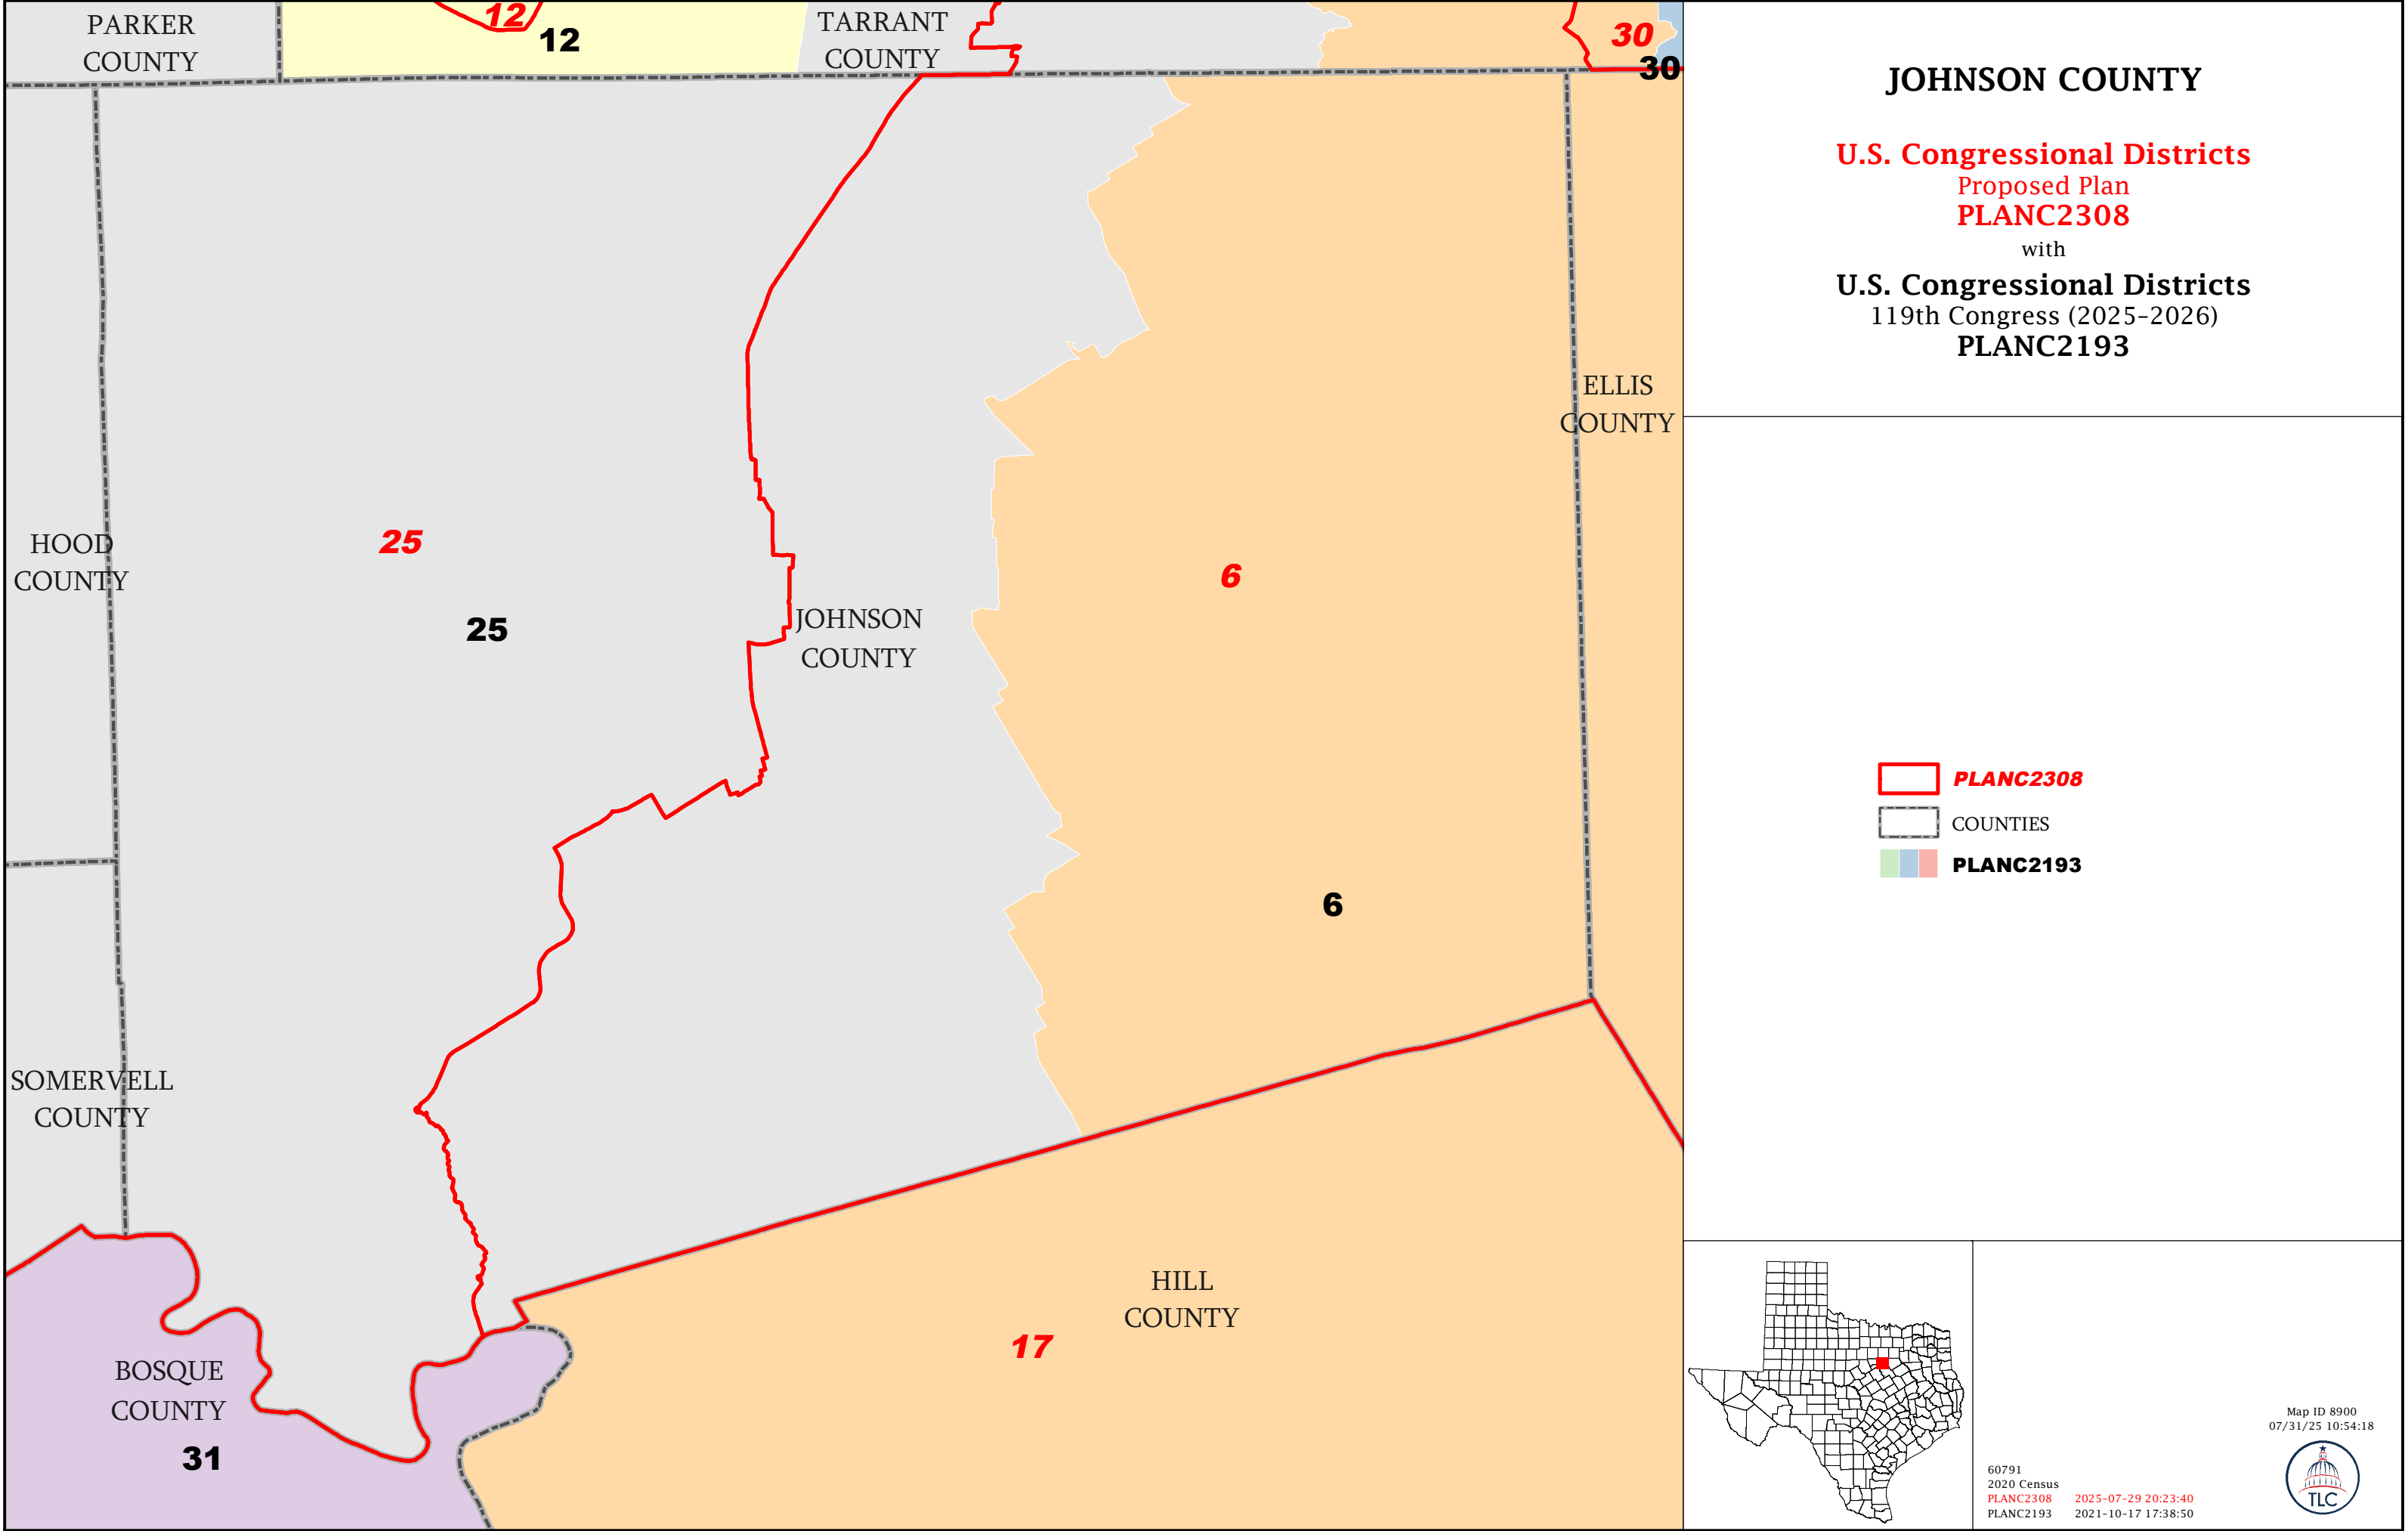 PARKER
COUNTY
12
12
TARRANT
COUNTY
30
30
HOOD
COUNTY
25
25
JOHNSON
COUNTY
6
6
ELLIS
COUNTY
SOMERVELL
COUNTY
HILL
COUNTY
17
BOSQUE
COUNTY
31
JOHNSON COUNTY
U.S. Congressional Districts
Proposed Plan
PLANC2308
with
U.S. Congressional Districts
119th Congress (2025-2026)
PLANC2193
PLANC2308
COUNTIES
PLANC2193
Map ID 8900
07/31/25 10:54:18
60791
2020 Census
PLANC2308 2025-07-29 20:23:40
PLANC2193 2021-10-17 17:38:50
TLC